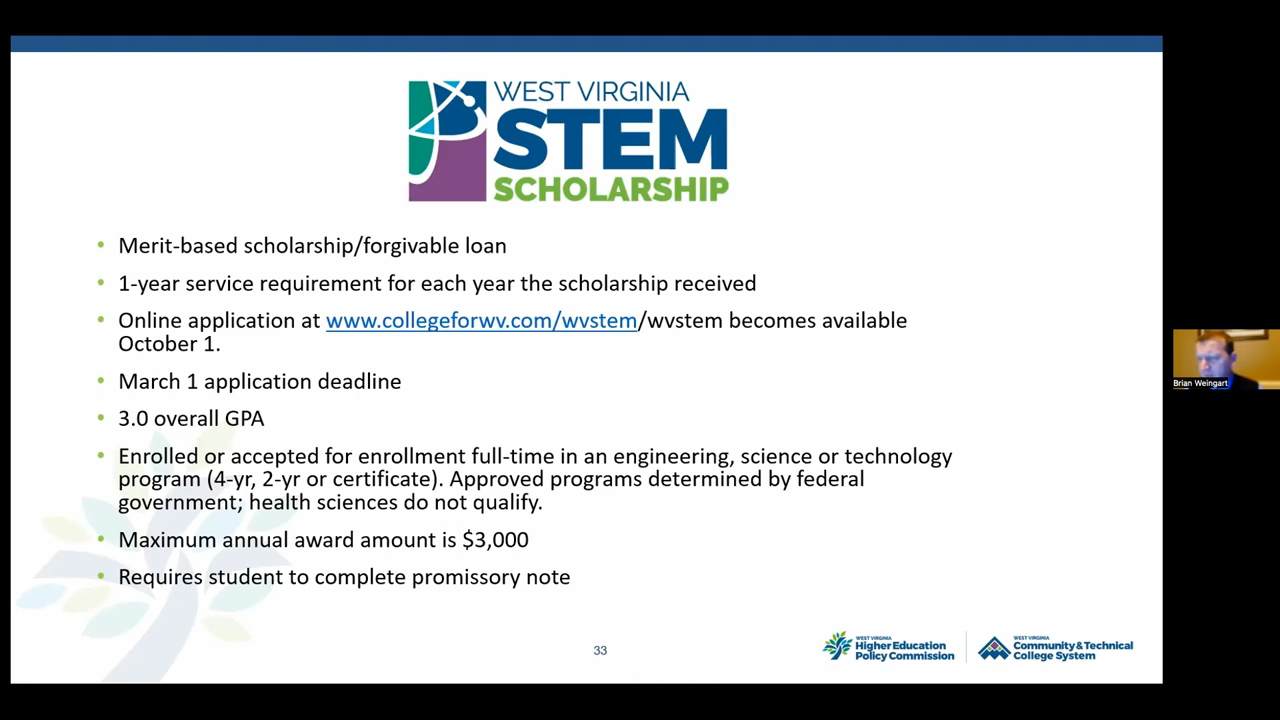 WEST VIRGINIA
STEM
SCHOLARSHIP
• Merit-based scholarship/forgivable loan
• 1-year service requirement for each year the scholarship received
• Online application at www.collegeforwv.com/wvstem/wvstem becomes available
October 1.
• March 1 application deadline
• 3.0 overall GPA
• Enrolled or accepted for enrollment full-time in an engineering, science or technology
program (4-yr, 2-yr or certificate). Approved programs determined by federal
government; health sciences do not qualify.
• Maximum annual award amount is $3,000
• Requires student to complete promissory note
Brian Weingart
33
WEST VIRGINIA
Higher Education
Policy Commission
WEST VIRGINIA
Community & Technical
College System